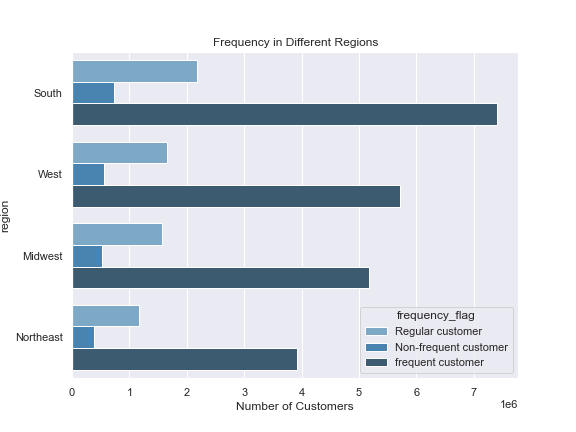 Frequency in Different Regions
South
West
Midwest
Northeast
region
frequency_flag
Regular customer
Non-frequent customer
frequent customer
0 1 2 3 4 5 6 7
1e6
Number of Customers